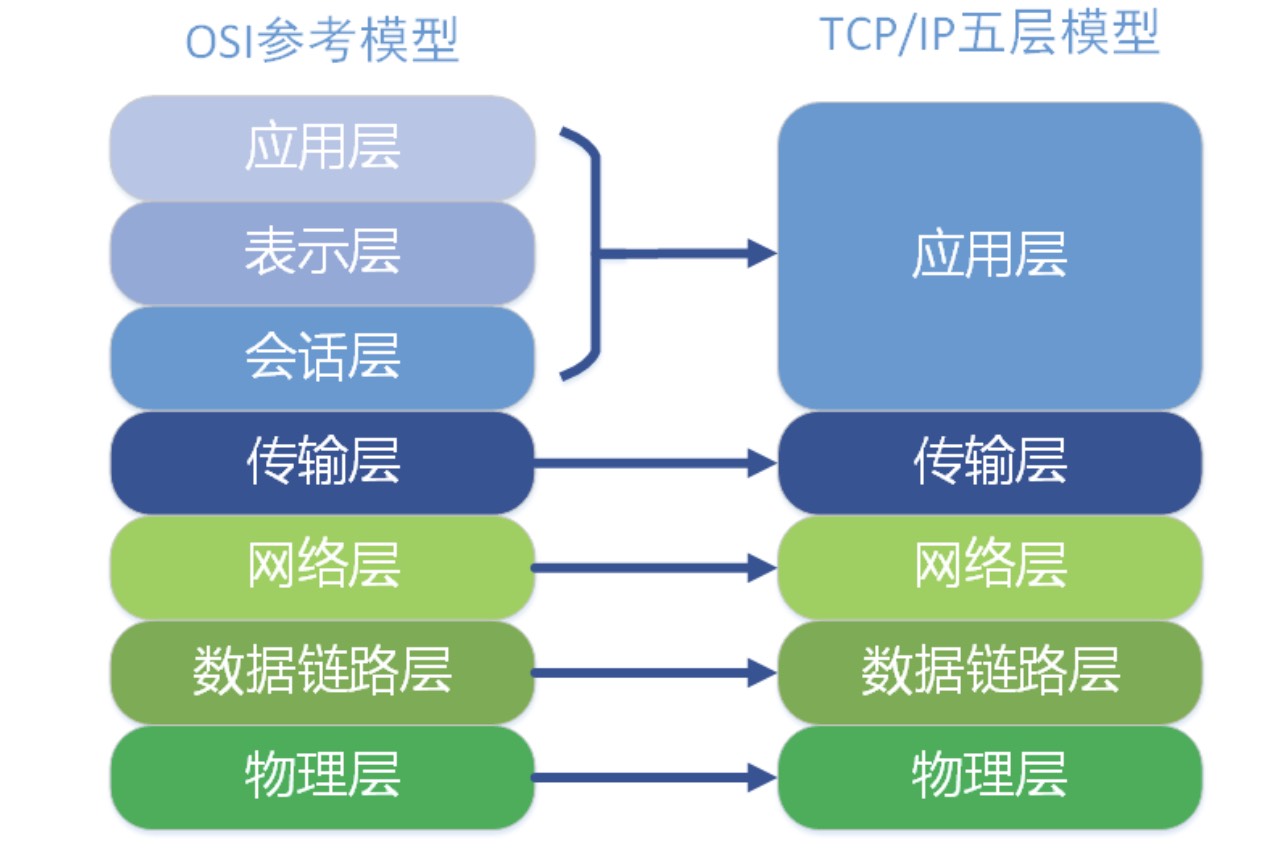 OSI参考模型
TCP/IP五层模型
应用层
表示层
会话层
传输层
网络层
数据链路层
物理层
应用层
传输层
网络层
数据链路层
物理层